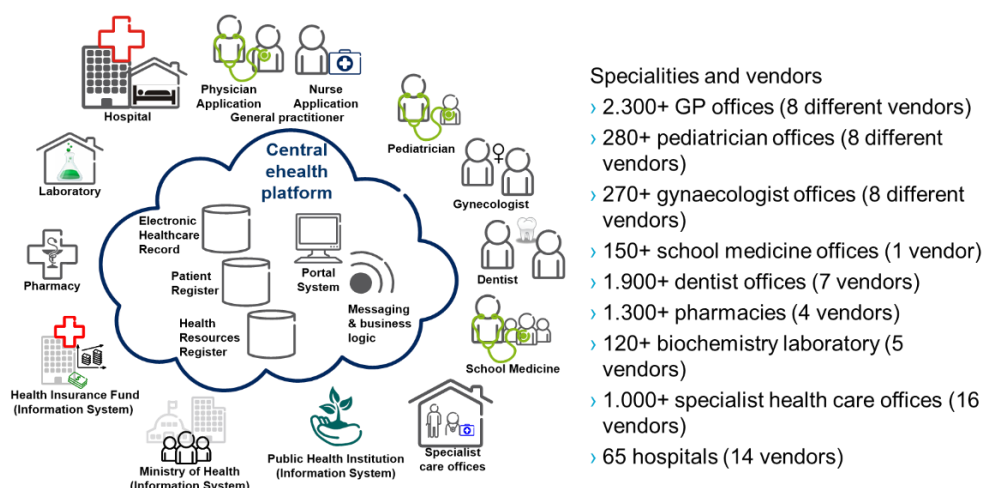 Hospital
Physician
Application
Nurse
Application
General practitioner
Pediatrician
Gynecologist
Dentist
School Medicine
Specialist
care offices
Public Health Institution
(Information System)
Ministry of Health
(Information System)
Health Insurance Fund
(Information System)
Pharmacy
Laboratory
Central
ehealth
platform
Electronic
Healthcare
Record
Patient
Register
Health
Resources
Register
Portal
System
Messaging
& business
logic
Specialities and vendors
› 2.300+ GP offices (8 different vendors)
› 280+ pediatrician offices (8 different
vendors)
› 270+ gynaecologist offices (8 different
vendors)
› 150+ school medicine offices (1 vendor)
› 1.900+ dentist offices (7 vendors)
› 1.300+ pharmacies (4 vendors)
› 120+ biochemistry laboratory (5
vendors)
› 1.000+ specialist health care offices (16
vendors)
› 65 hospitals (14 vendors)